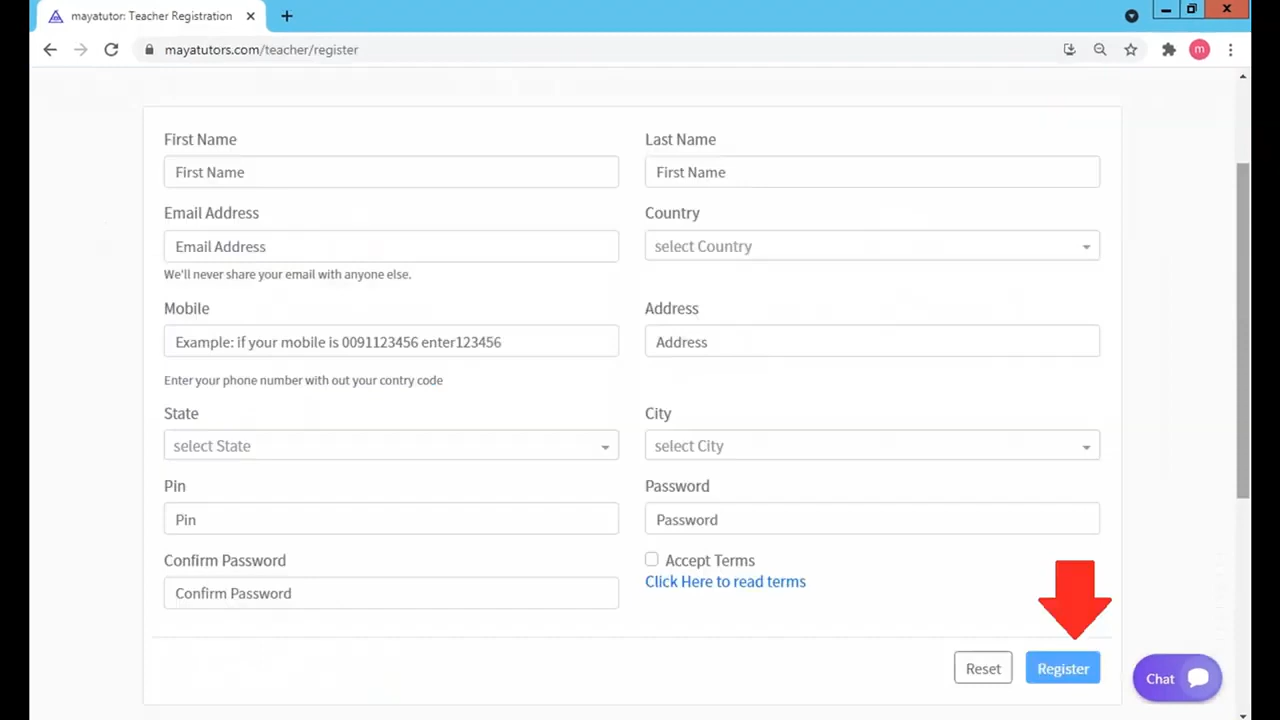 mayatutor: Teacher Registration
mayatutors.com/teacher/register
m
First Name
Last Name
First Name
First Name
Email Address
Country
Email Address
select Country
We'll never share your email with anyone else.
Mobile
Address
Example: if your mobile is 0091123456 enter123456
Address
Enter your phone number with out your contry code
State
City
select State
select City
Pin
Password
Pin
Password
Confirm Password
Accept Terms
Click Here to read terms
Confirm Password
Reset
Register
Chat